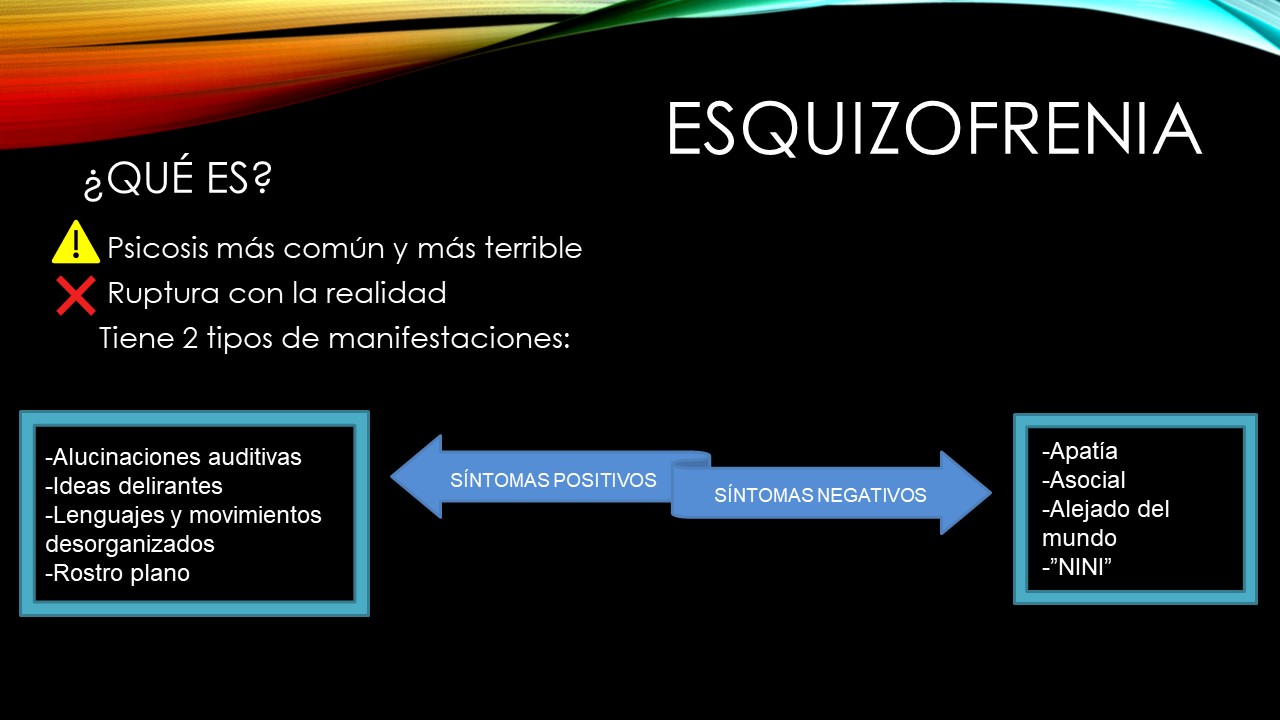 ESQUIZOFRENIA
¿QUÉ ES?
Psicosis más común y más terrible
Ruptura con la realidad
Tiene 2 tipos de manifestaciones:
-Alucinaciones auditivas
-Ideas delirantes
-Lenguajes y movimientos
desorganizados
-Rostro plano
SÍNTOMAS POSITIVOS
SÍNTOMAS NEGATIVOS
-Apatía
-Asocial
-Alejado del
mundo
-”NINI”